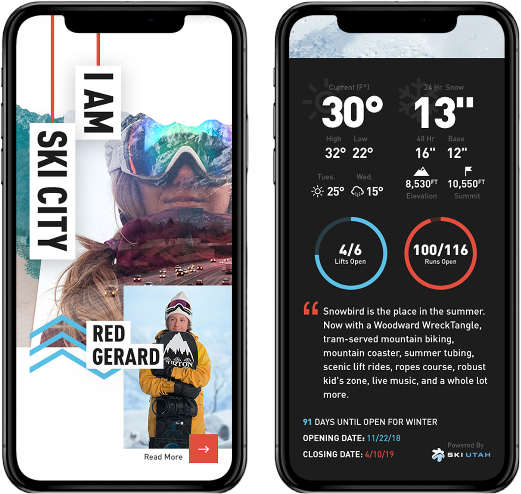 I AM
SKI CITY
RED
GERARD
BURTON
Read More
Current (F°)
24 Hr. Snow
30°
13"
High
Low
48 Hr
Base
32°
22°
16"
12"
Tues.
Wed.
25°
15°
8,530FT
10,550FT
Elevation
Summit
4/6
Lifts Open
100/116
Runs Open
Snowbird is the place in the summer.
Now with a Woodward WreckTangle,
tram-served mountain biking,
mountain coaster, summer tubing,
scenic lift rides, ropes course, robust
kid's zone, live music, and a whole lot
more.
91 DAYS UNTIL OPEN FOR WINTER
OPENING DATE: 11/22/18
CLOSING DATE: 4/10/19
Powered By
SKI UTAH